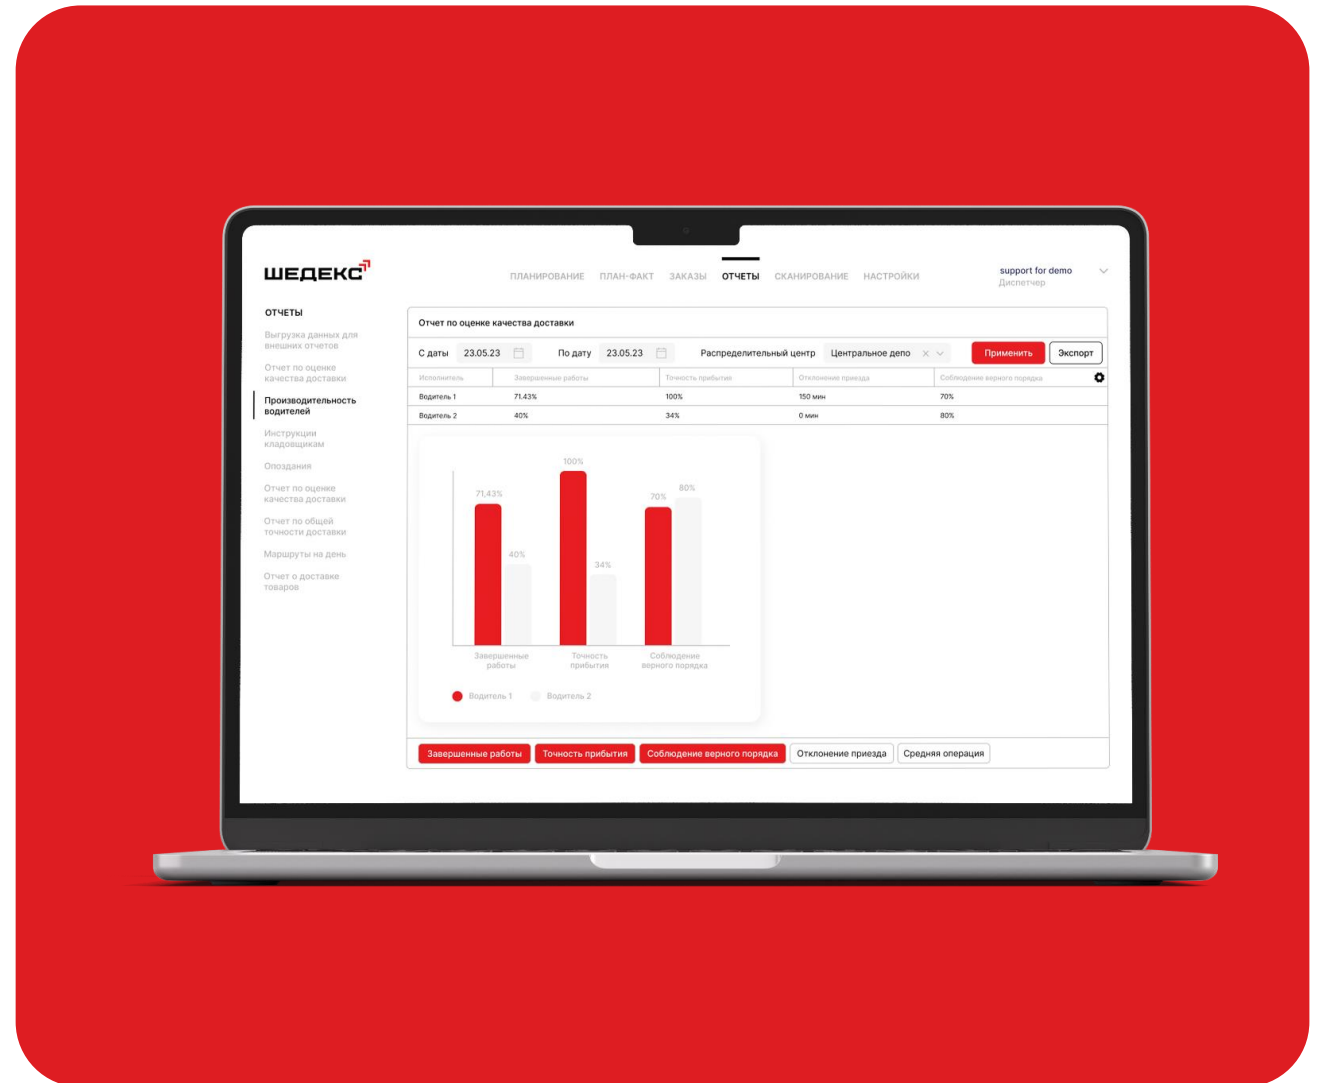 ШЕДЕКС
ПЛАНИРОВАНИЕ ПЛАН-ФАКТ ЗАКАЗЫ ОТЧЕТЫ СКАНИРОВАНИЕ НАСТРОЙКИ
support for demo
Диспетчер
ОТЧЕТЫ
Выгрузка данных для
внешних отчетов
Отчет по оценке
качества доставки
Производительность
водителей
Инструкции
кладовщикам
Опоздания
Отчет по оценке
качества доставки
Отчет по общей
точности доставки
Маршруты на день
Отчет о доставке
товаров
Отчет по оценке качества доставки
С даты 23.05.23 По дату 23.05.23 Распределительный центр Центральное депо Применить Экспорт
Исполнитель Завершенные работы Точность прибытия Отклонения приезда Соблюдение верного порядка
Водитель 1 71.43% 100% 150 мин 70%
Водитель 2 40% 34% 0 мин 80%
71,43%
40%
100%
34%
70%
80%
Завершенные
работы
Точность
прибытия
Соблюдение
верного порядка
Водитель 1 Водитель 2
Завершенные работы Точность прибытия Соблюдение верного порядка Отклонение приезда Средняя операция